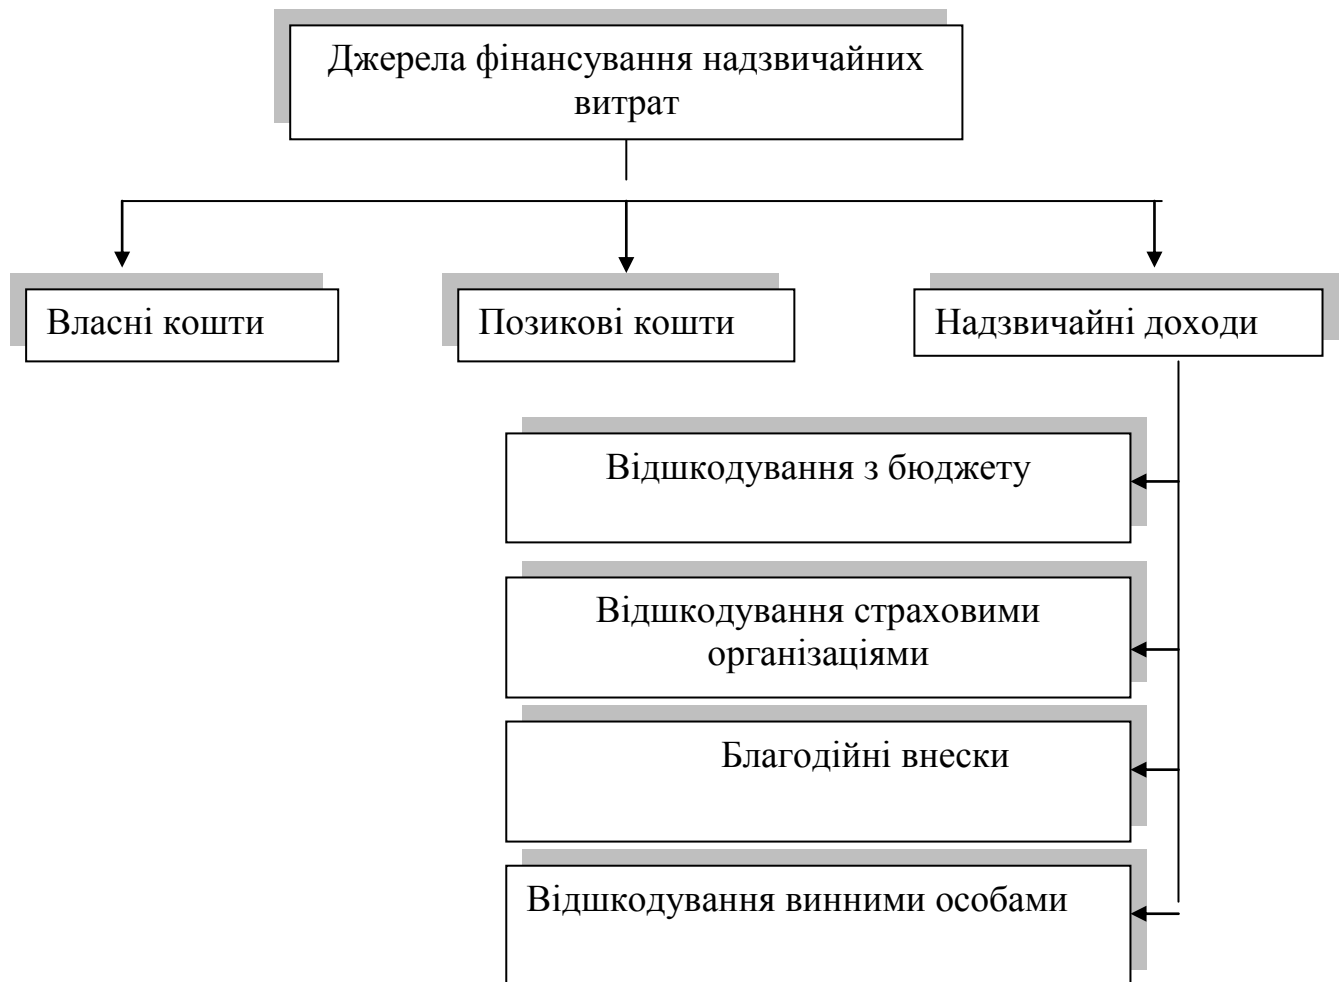 Джерела фінансування надзвичайних
витрат
Власні кошти
Позикові кошти
Надзвичайні доходи
Відшкодування з бюджету
Відшкодування страховими
організаціями
Благодійні внески
Відшкодування винними особами